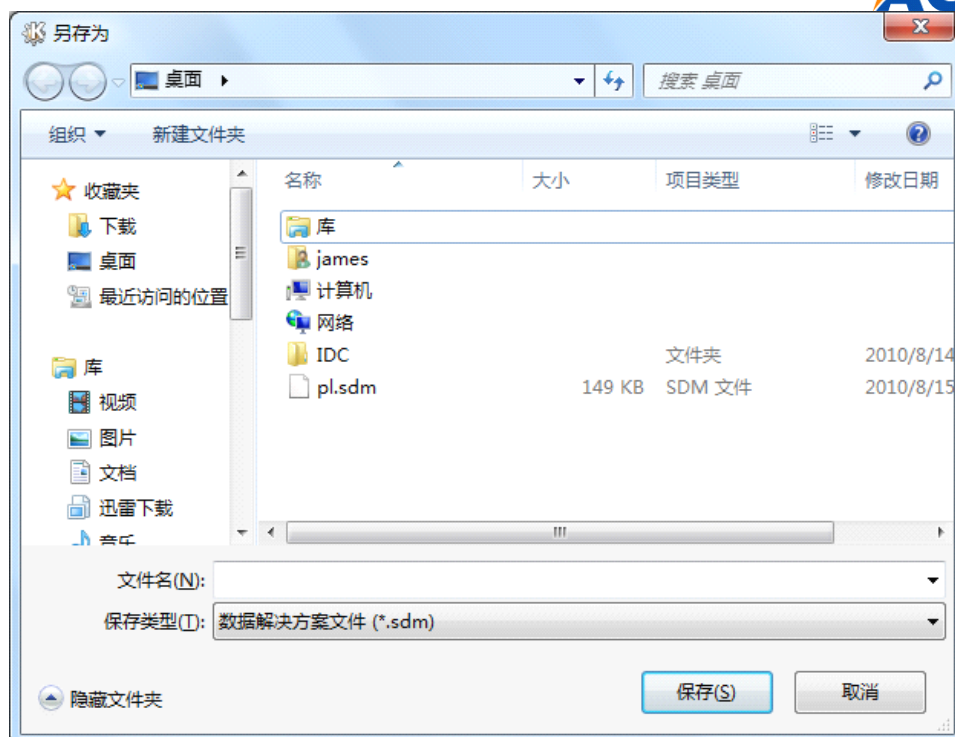 另存为
桌面
搜索 桌面
组织 新建文件夹
收藏夹
下载
桌面
最近访问的位置
库
视频
图片
文档
迅雷下载
音乐
名称 大小 项目类型 修改日期
库
james
计算机
网络
IDC 文件夹 2010/8/14
pl.sdm 149 KB SDM 文件 2010/8/15
文件名(N):
保存类型(T): 数据解决方案文件 (*.sdm)
隐藏文件夹 保存(S) 取消